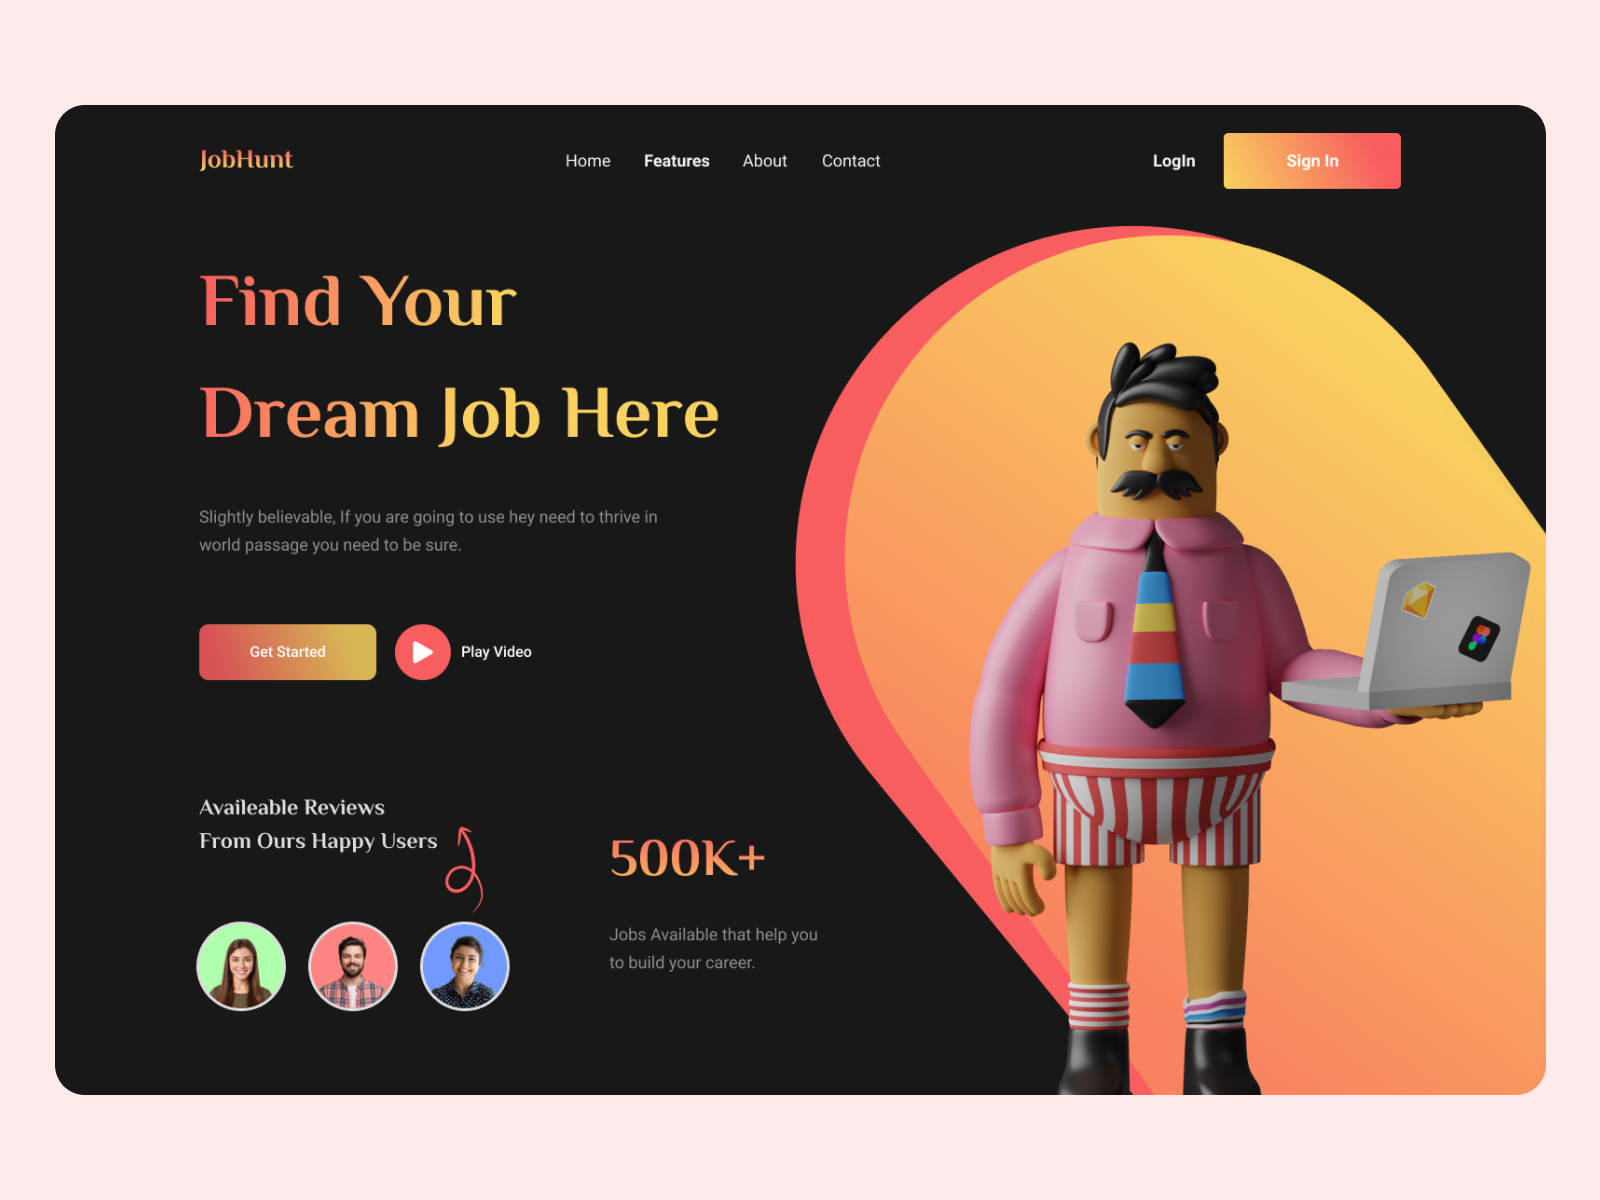 JobHunt
Home Features About Contact
LogIn
Sign In
Find Your
Dream Job Here
Slightly believable, If you are going to use hey need to thrive in
world passage you need to be sure.
Get Started
Play Video
Availeable Reviews
From Ours Happy Users
500K+
Jobs Available that help you
to build your career.